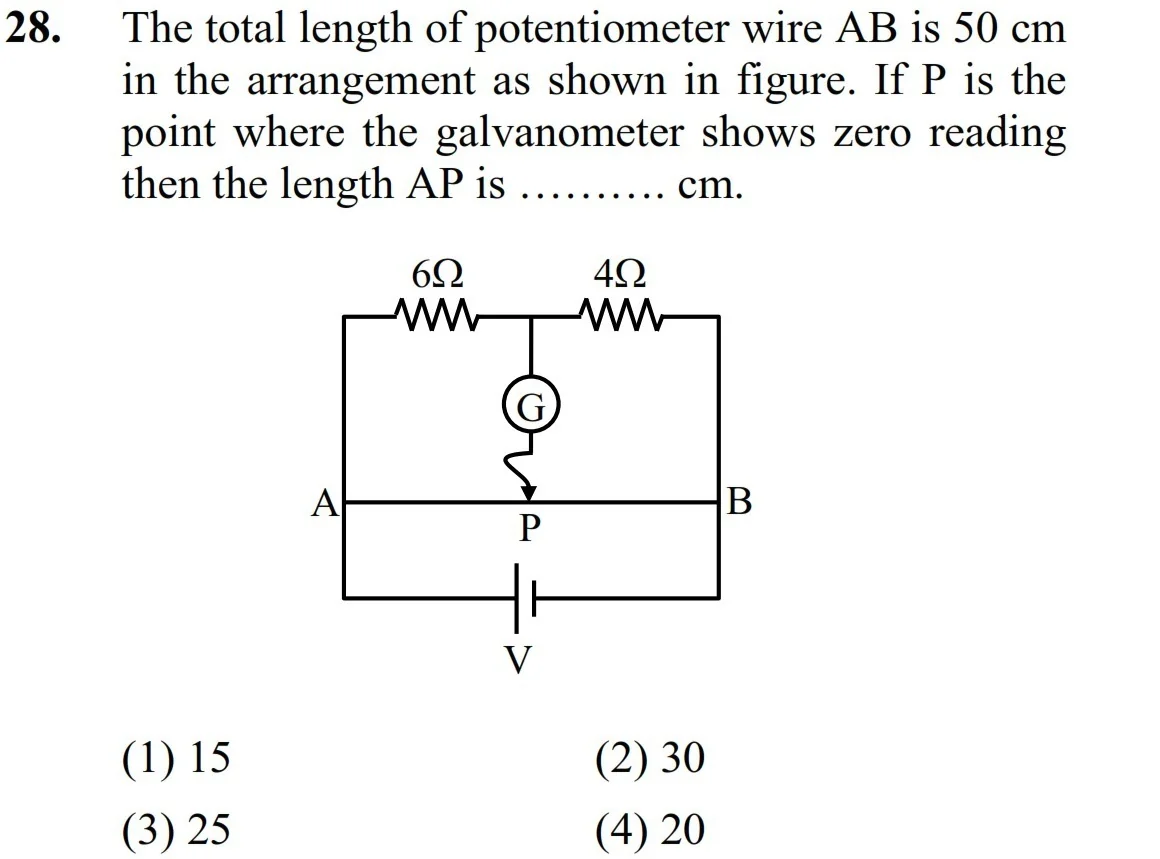 28. The total length of potentiometer wire AB is 50 cm
in the arrangement as shown in figure. If P is the
point where the galvanometer shows zero reading
then the length AP is .......... cm.
6Ω 4Ω
G
A B
P
V
(1) 15 (2) 30
(3) 25 (4) 20